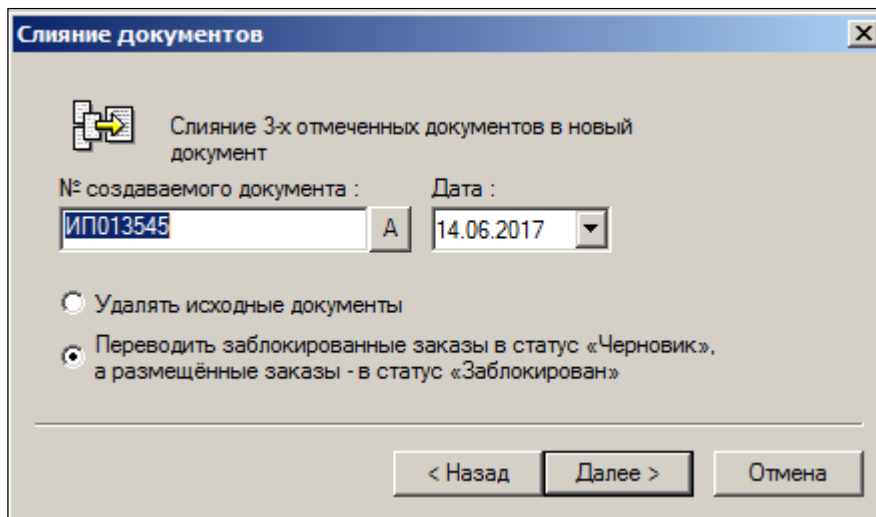 Слияние документов
Слияние 3-х отмеченных документов в новый
документ
№ создаваемого документа :
Дата :
ИП013545
А
14.06.2017
Удалять исходные документы
Переводить заблокированные заказы в статус «Черновик»,
а размещённые заказы - в статус «Заблокирован»
< Назад
Далее >
Отмена